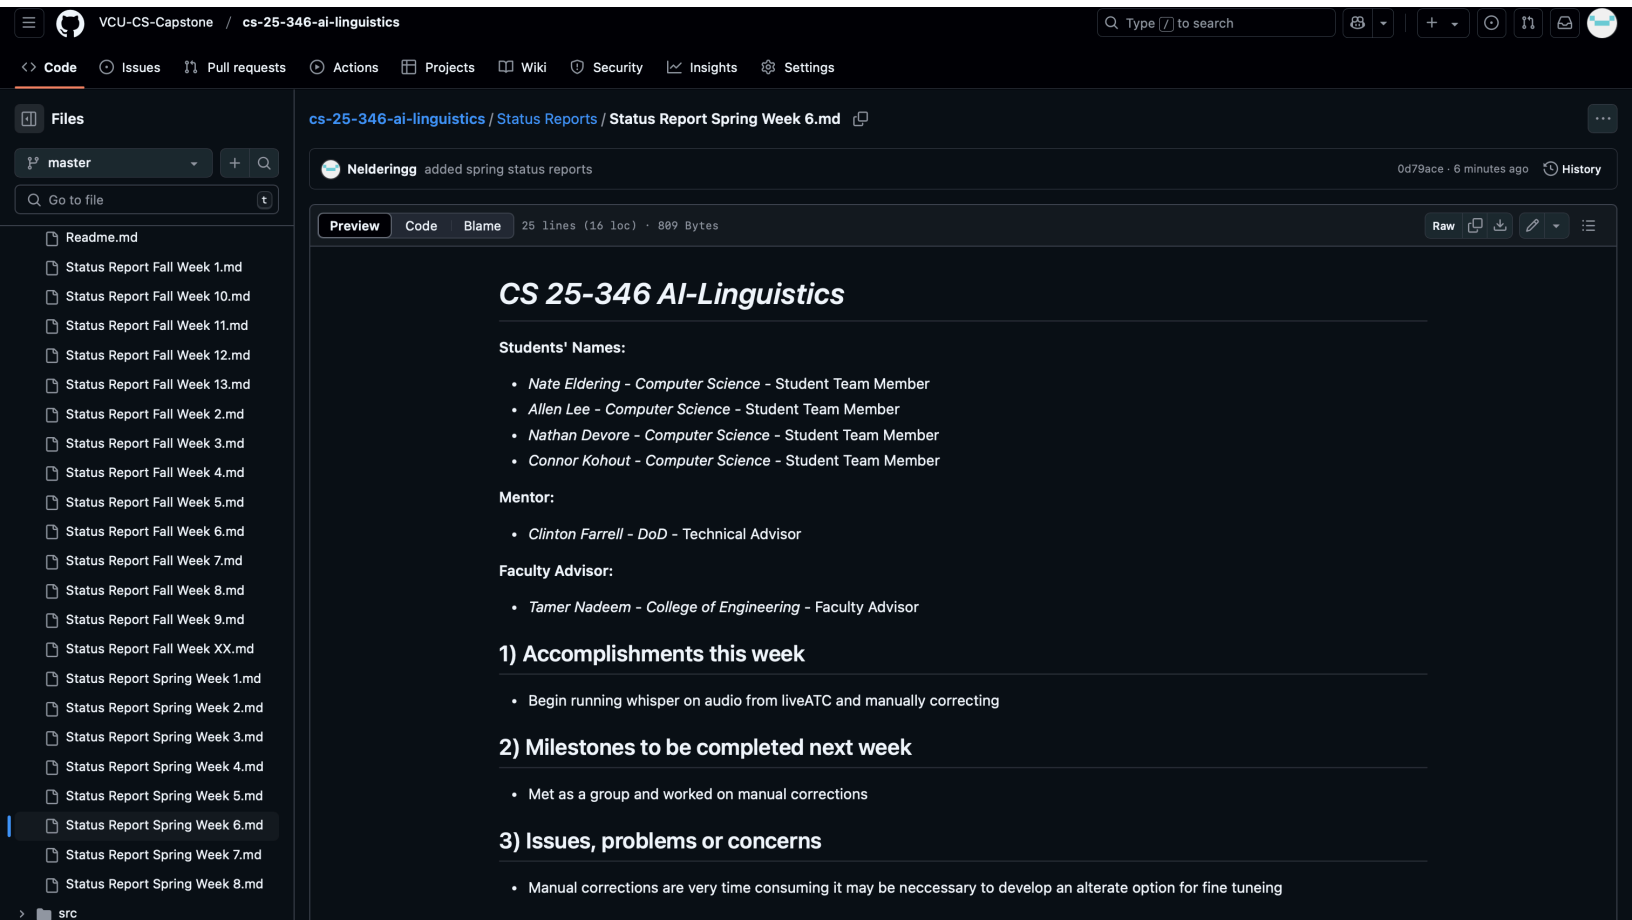 VCU-CS-Capstone / cs-25-346-ai-linguistics
Type / to search
Code
Issues
Pull requests
Actions
Projects
Wiki
Security
Insights
Settings
Files
master
Go to file
t
Readme.md
Status Report Fall Week 1.md
Status Report Fall Week 10.md
Status Report Fall Week 11.md
Status Report Fall Week 12.md
Status Report Fall Week 13.md
Status Report Fall Week 2.md
Status Report Fall Week 3.md
Status Report Fall Week 4.md
Status Report Fall Week 5.md
Status Report Fall Week 6.md
Status Report Fall Week 7.md
Status Report Fall Week 8.md
Status Report Fall Week 9.md
Status Report Fall Week XX.md
Status Report Spring Week 1.md
Status Report Spring Week 2.md
Status Report Spring Week 3.md
Status Report Spring Week 4.md
Status Report Spring Week 5.md
Status Report Spring Week 6.md
Status Report Spring Week 7.md
Status Report Spring Week 8.md
src
cs-25-346-ai-linguistics / Status Reports / Status Report Spring Week 6.md
Nelderingg added spring status reports
0d79ace · 6 minutes ago
History
Preview
Code
Blame
25 lines (16 loc) · 809 Bytes
Raw
CS 25-346 AI-Linguistics
Students' Names:
• Nate Eldering - Computer Science - Student Team Member
• Allen Lee - Computer Science - Student Team Member
• Nathan Devore - Computer Science - Student Team Member
• Connor Kohout - Computer Science - Student Team Member
Mentor:
• Clinton Farrell - DoD - Technical Advisor
Faculty Advisor:
• Tamer Nadeem - College of Engineering - Faculty Advisor
1) Accomplishments this week
• Begin running whisper on audio from liveATC and manually correcting
2) Milestones to be completed next week
• Met as a group and worked on manual corrections
3) Issues, problems or concerns
• Manual corrections are very time consuming it may be neccessary to develop an alterate option for fine tuneing